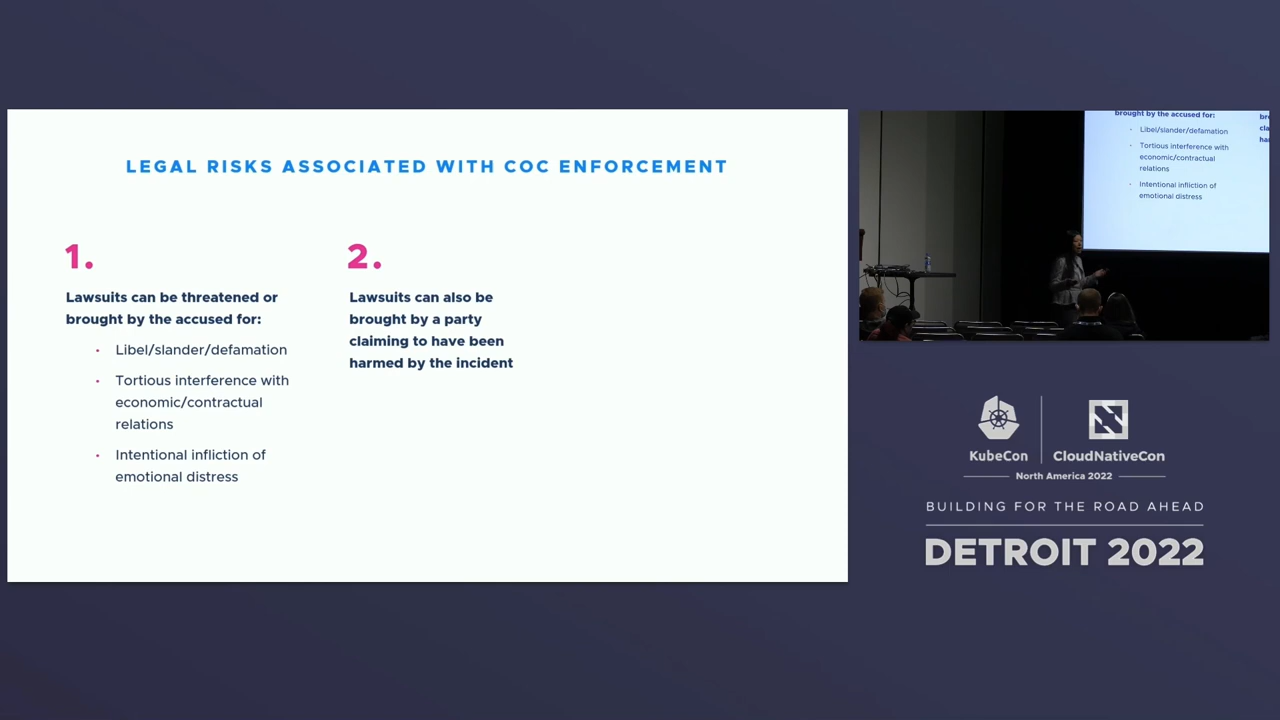 LEGAL RISKS ASSOCIATED WITH COC ENFORCEMENT
1.
Lawsuits can be threatened or
brought by the accused for:
• Libel/slander/defamation
• Tortious interference with
economic/contractual
relations
• Intentional infliction of
emotional distress
2.
Lawsuits can also be
brought by a party
claiming to have been
harmed by the incident
brought by the accused for:
• Libel/slander/defamation
• Tortious interference with
economic/contractual
relations
• Intentional infliction of
emotional distress
bro
cla
har
KubeCon
CloudNativeCon
North America 2022
BUILDING FOR THE ROAD AHEAD
DETROIT 2022